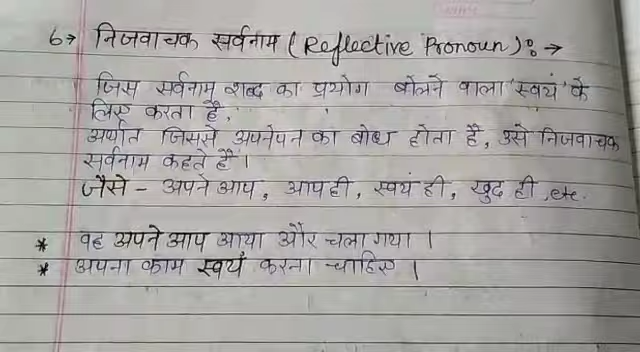 6→ निजवाचक सर्वनाम (Reflective Pronoun):→
जिस सर्वनाम शब्द का प्रयोग बोलने वाला 'स्वयं' के
लिए करता है,
अर्थात जिससे अपनेपन का बोध होता है, उसे निजवाचक
सर्वनाम कहते हैं।
जैसे - अपने आप, आप ही, स्वयं ही, खुद ही, etc.
* वह अपने आप आया और चला गया ।
* अपना काम स्वयं करना चाहिए ।